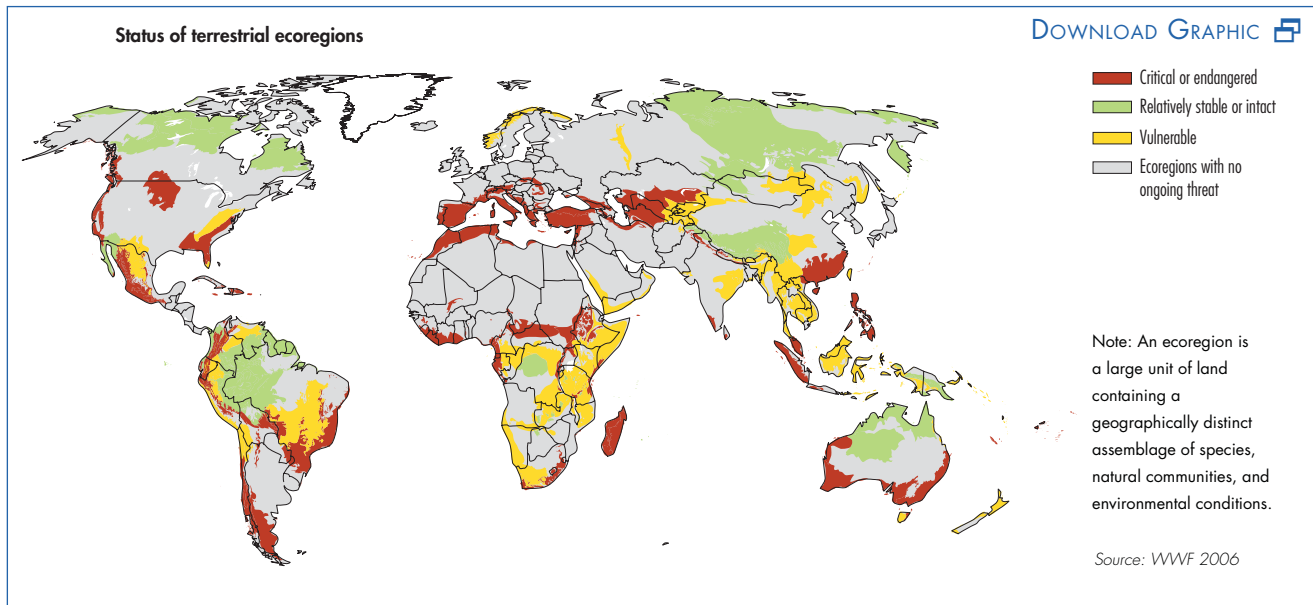 Status of terrestrial ecoregions
DOWNLOAD GRAPHIC
Critical or endangered
Relatively stable or intact
Vulnerable
Ecoregions with no
ongoing threat
Note: An ecoregion is
a large unit of land
containing a
geographically distinct
assemblage of species,
natural communities, and
environmental conditions.
Source: WWF 2006